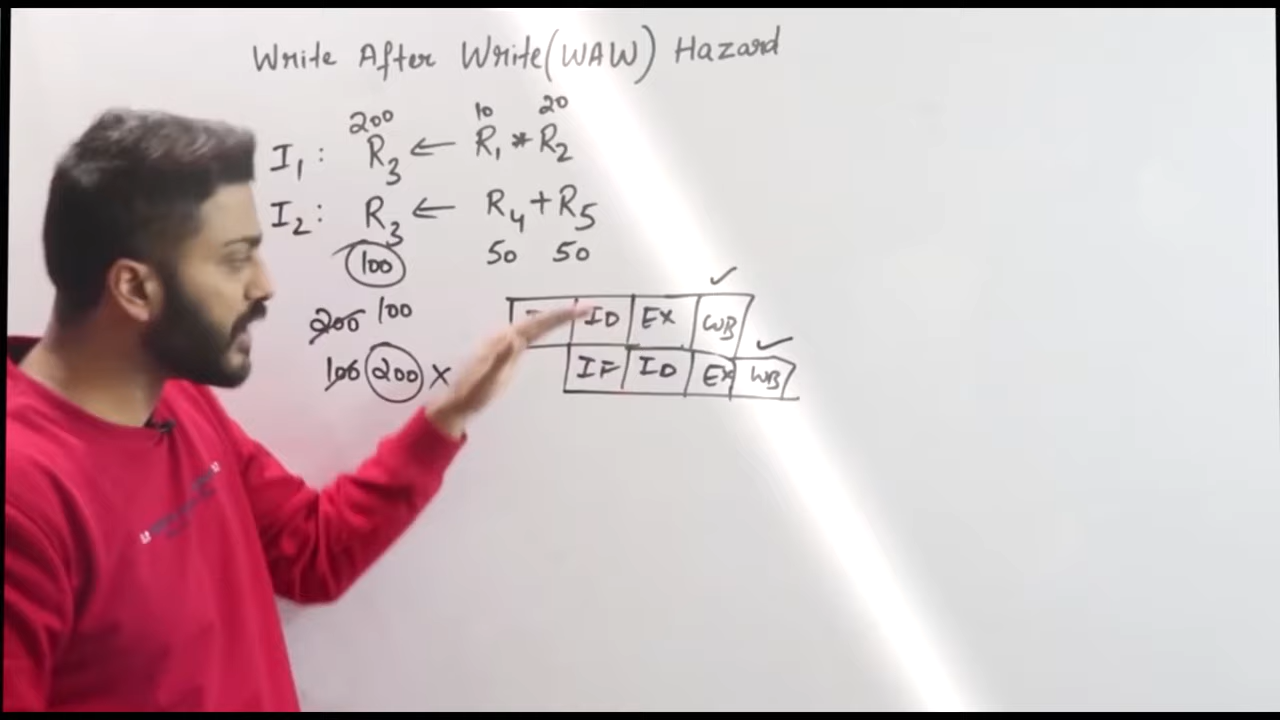 Write After Write (WAW) Hazard
200 10 20
I1: R3 ← R1 * R2
I2: R3 ← R4 + R5
100 50 50
200 100
100 200 ×
✓
ID EX WB
✓
IF ID EX WB